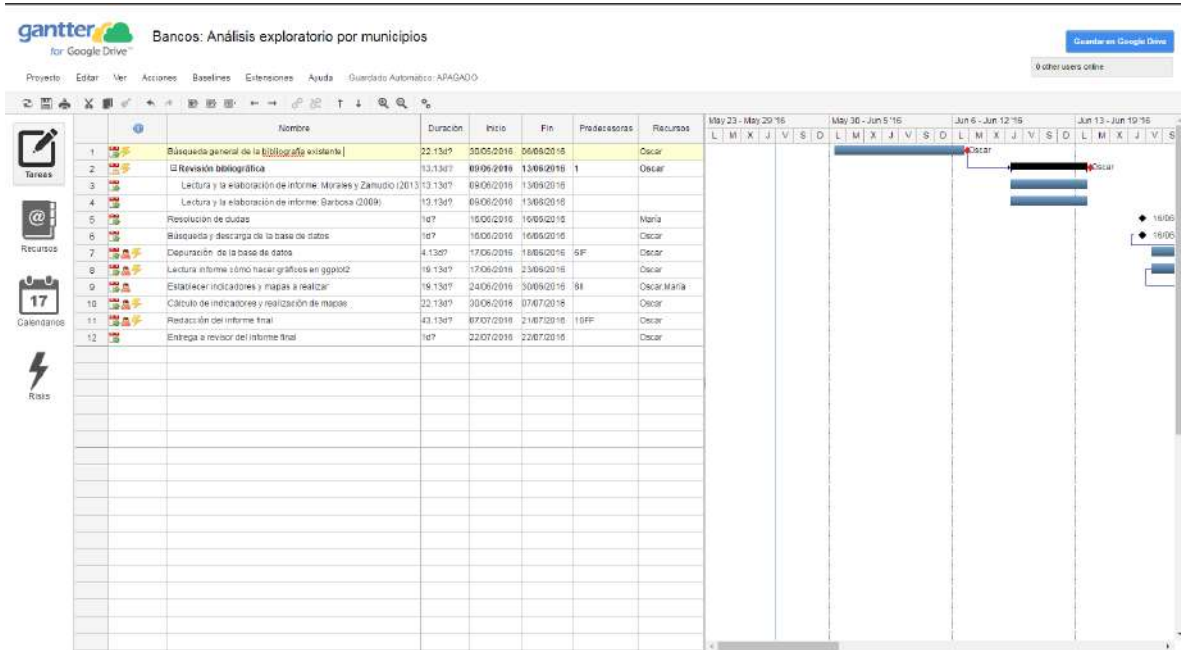 gantter
for Google Drive™
Bancos: Análisis exploratorio por municipios
Guardar en Google Drive
0 other users online
Proyecto Editar Ver Acciones Baselines Extensiones Ayuda Guardado Automático: APAGADO
Nombre Duración Inicio Fin Predecesoras Recursos
May 23 - May 29 '16 May 30 - Jun 5 '16 Jun 6 - Jun 12 '16 Jun 13 - Jun 19 '16
L M X J V S D L M X J V S D L M X J V S D L M X J V S
1 Búsqueda general de la bibliografía existente 22.13d? 30/05/2016 06/06/2016 Oscar
Oscar
2 Revisión bibliográfica 13.13d? 09/06/2016 13/06/2016 1 Oscar
Oscar
3 Lectura y la elaboración de informe: Morales y Zamudio (2013 13.13d? 09/06/2016 13/06/2016
4 Lectura y la elaboración de informe: Barbosa (2009) 13.13d? 09/06/2016 13/06/2016
5 Resolución de dudas 1d? 16/06/2016 16/06/2016 María
16/06
6 Búsqueda y descarga de la base de datos 1d? 16/06/2016 16/06/2016 Oscar
16/06
7 Depuración de la base de datos 4.13d? 17/06/2016 18/06/2016 6IF Oscar
8 Lectura informe cómo hacer gráficos en ggplot2 19.13d? 17/06/2016 23/06/2016 Oscar
9 Establecer indicadores y mapas a realizar 19.13d? 24/06/2016 30/06/2016 8II Oscar,María
10 Cálculo de indicadores y realización de mapas 22.13d? 30/06/2016 07/07/2016 Oscar
11 Redacción del informe final 43.13d? 07/07/2016 21/07/2016 10FF Oscar
12 Entrega a revisor del informe final 1d? 22/07/2016 22/07/2016 Oscar
Tareas
Recursos
17
Calendarios
Risks